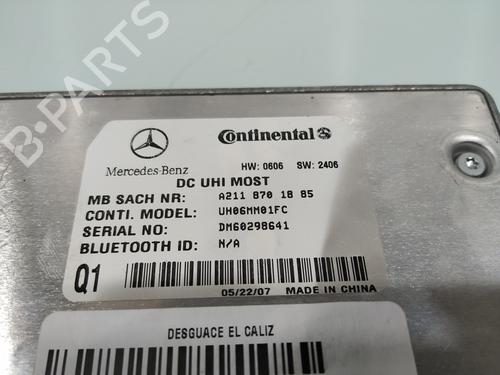 B-PARTS
Mercedes-Benz
Continental
HW: 0606 SW: 2406
DC UHI MOST
MB SACH NR: A211 870 18 85
CONTI. MODEL: UH06MM01FC
SERIAL NO: DM60298641
BLUETOOTH ID: N/A
Q1
05/22/07 MADE IN CHINA
DESGUACE EL CALIZ